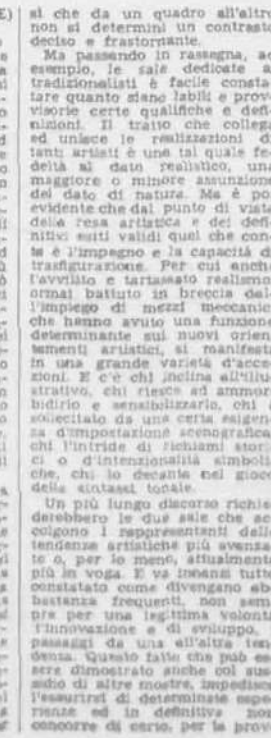 si che da un quadro all'altro
non si determini un contrasto
deciso e frastornante.
Ma passando in rassegna, ad
esempio, le sale dedicate ai
tradizionalisti è facile consta-
tare quanto siano labili e prov-
visorie certe qualifiche e defi-
nizioni. Il tratto che collega
ed unisce le realizzazioni di
tanti artisti è una tal quale fe-
deltà al dato realistico, una
maggiore o minore assunzione
del dato di natura. Ma è poi
evidente che dal punto di vista
della resa artistica e dei defi-
nitivi esiti validi quel che con-
ta è l'impegno e la capacità di
trasfigurazione. Per cui anche
l'avvilito e tartassato realismo
ormai battuto in breccia dal-
l'impiego di mezzi meccanici
che hanno avuto una funzione
determinante sui nuovi orien-
tamenti artistici, si manifesta
in una grande varietà d'acce-
zioni. E c'è chi inclina all'illu-
strativo, chi riesce ad ammor-
bidirlo e sensibilizzarlo, chi è
sollecitato da una certa esigen-
za d'impostazione scenografica,
chi l'intride di richiami stori-
ci o d'intenzionalità simboli-
che, chi lo decanta nel gioco
della sintassi tonale.
Un più lungo discorso richie-
derebbero le due sale che ac-
colgono i rappresentanti delle
tendenze artistiche più avanza-
te o, per lo meno, attualmente
più in voga. E va innanzi tutto
constatato come divengano ab-
bastanza frequenti, non sem-
pre per una legittima volontà
l'innovazione e di sviluppo, i
passaggi da una all'altra ten-
denza. Questo fatto che può es-
sere dimostrato anche col sus-
sidio di altre mostre, impedisce
l'esaurirsi di determinate espe-
rienze ed in definitiva non
concorre di certo, per la provv